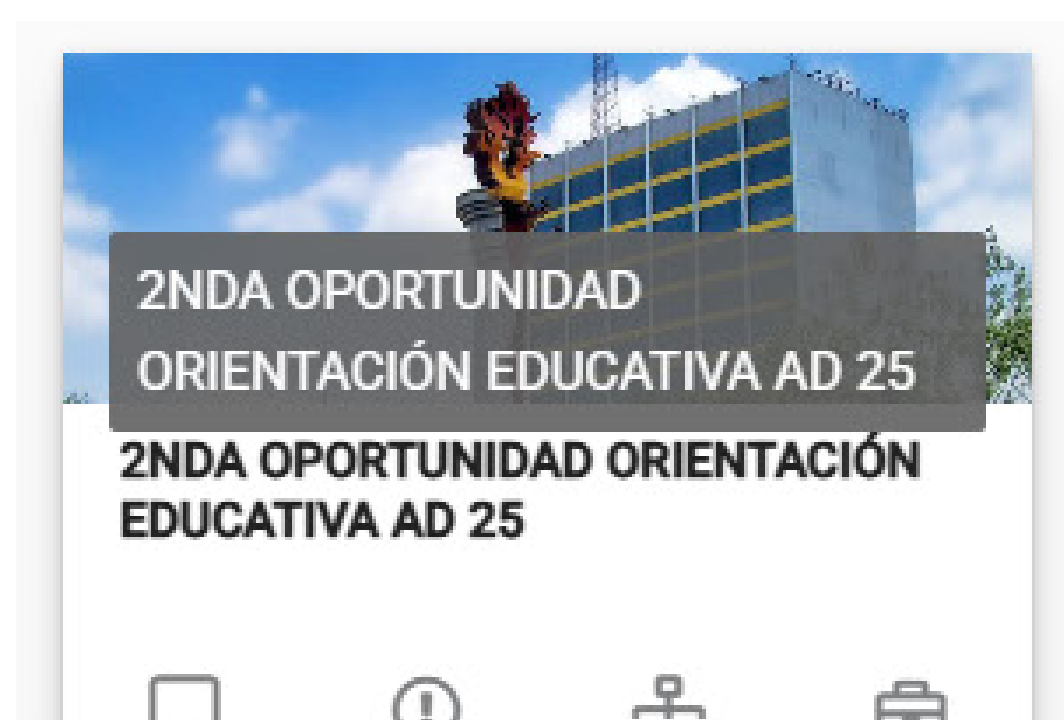 2NDA OPORTUNIDAD
ORIENTACIÓN EDUCATIVA AD 25
2NDA OPORTUNIDAD ORIENTACIÓN
EDUCATIVA AD 25